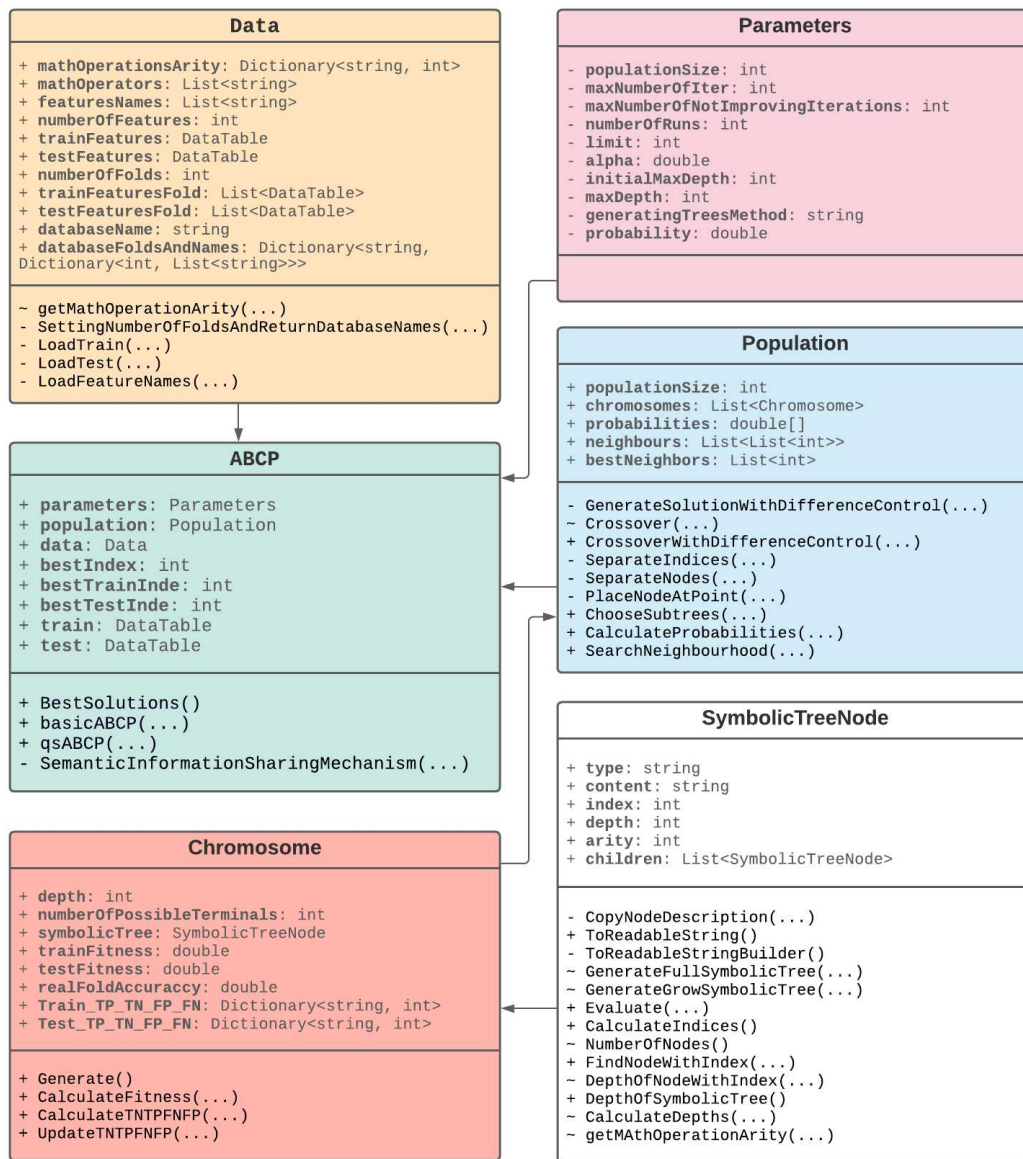 Data
+ mathOperationsArity: Dictionary<string, int>
+ mathOperators: List<string>
+ featuresNames: List<string>
+ numberOfFeatures: int
+ trainFeatures: DataTable
+ testFeatures: DataTable
+ numberOfFolds: int
+ trainFeaturesFold: List<DataTable>
+ testFeaturesFold: List<DataTable>
+ databaseName: string
+ databaseFoldsAndNames: Dictionary<string,
Dictionary<int, List<string>>>
~ getMathOperationArity(...)
- SettingNumberOfFoldsAndReturnDatabaseNames(...)
- LoadTrain(...)
- LoadTest(...)
- LoadFeatureNames(...)
Parameters
- populationSize: int
- maxNumberOfIter: int
- maxNumberOfNotImprovingIterations: int
- numberOfRuns: int
- limit: int
- alpha: double
- initialMaxDepth: int
- maxDepth: int
- generatingTreesMethod: string
- probability: double
Population
+ populationSize: int
+ chromosomes: List<Chromosome>
+ probabilities: double[]
+ neighbours: List<List<int>>
+ bestNeighbors: List<int>
- GenerateSolutionWithDifferenceControl(...)
~ Crossover(...)
+ CrossoverWithDifferenceControl(...)
- SeparateIndices(...)
- SeparateNodes(...)
- PlaceNodeAtPoint(...)
+ ChooseSubtrees(...)
+ CalculateProbabilities(...)
+ SearchNeighbourhood(...)
ABCP
+ parameters: Parameters
+ population: Population
+ data: Data
+ bestIndex: int
+ bestTrainInde: int
+ bestTestInde: int
+ train: DataTable
+ test: DataTable
+ BestSolutions()
+ basicABCP(...)
+ qsABCP(...)
- SemanticInformationSharingMechanism(...)
SymbolicTreeNode
+ type: string
+ content: string
+ index: int
+ depth: int
+ arity: int
+ children: List<SymbolicTreeNode>
- CopyNodeDescription(...)
+ ToReadableString()
- ToReadableStringBuilder()
~ GenerateFullSymbolicTree(...)
~ GenerateGrowSymbolicTree(...)
+ Evaluate(...)
+ CalculateIndices()
~ NumberOfNodes()
+ FindNodeWithIndex(...)
~ DepthOfNodeWithIndex(...)
+ DepthOfSymbolicTree()
~ CalculateDepths(...)
~ getMAthOperationArity(...)
Chromosome
+ depth: int
+ numberOfPossibleTerminals: int
+ symbolicTree: SymbolicTreeNode
+ trainFitness: double
+ testFitness: double
+ realFoldAccuraccy: double
+ Train_TP_TN_FP_FN: Dictionary<string, int>
+ Test_TP_TN_FP_FN: Dictionary<string, int>
+ Generate()
+ CalculateFitness(...)
+ CalculateTNTPFNFP(...)
+ UpdateTNTPFNFP(...)